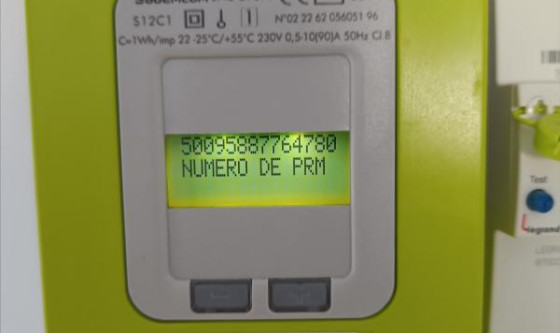 S12C1 N°02 22 62 056051 96
C=1Wh/imp 22 -25°C/+55°C 230V 0,5-10(90)A 50Hz Cl B
50095887764780
NUMERO DE PRM
- +
Test
legrand